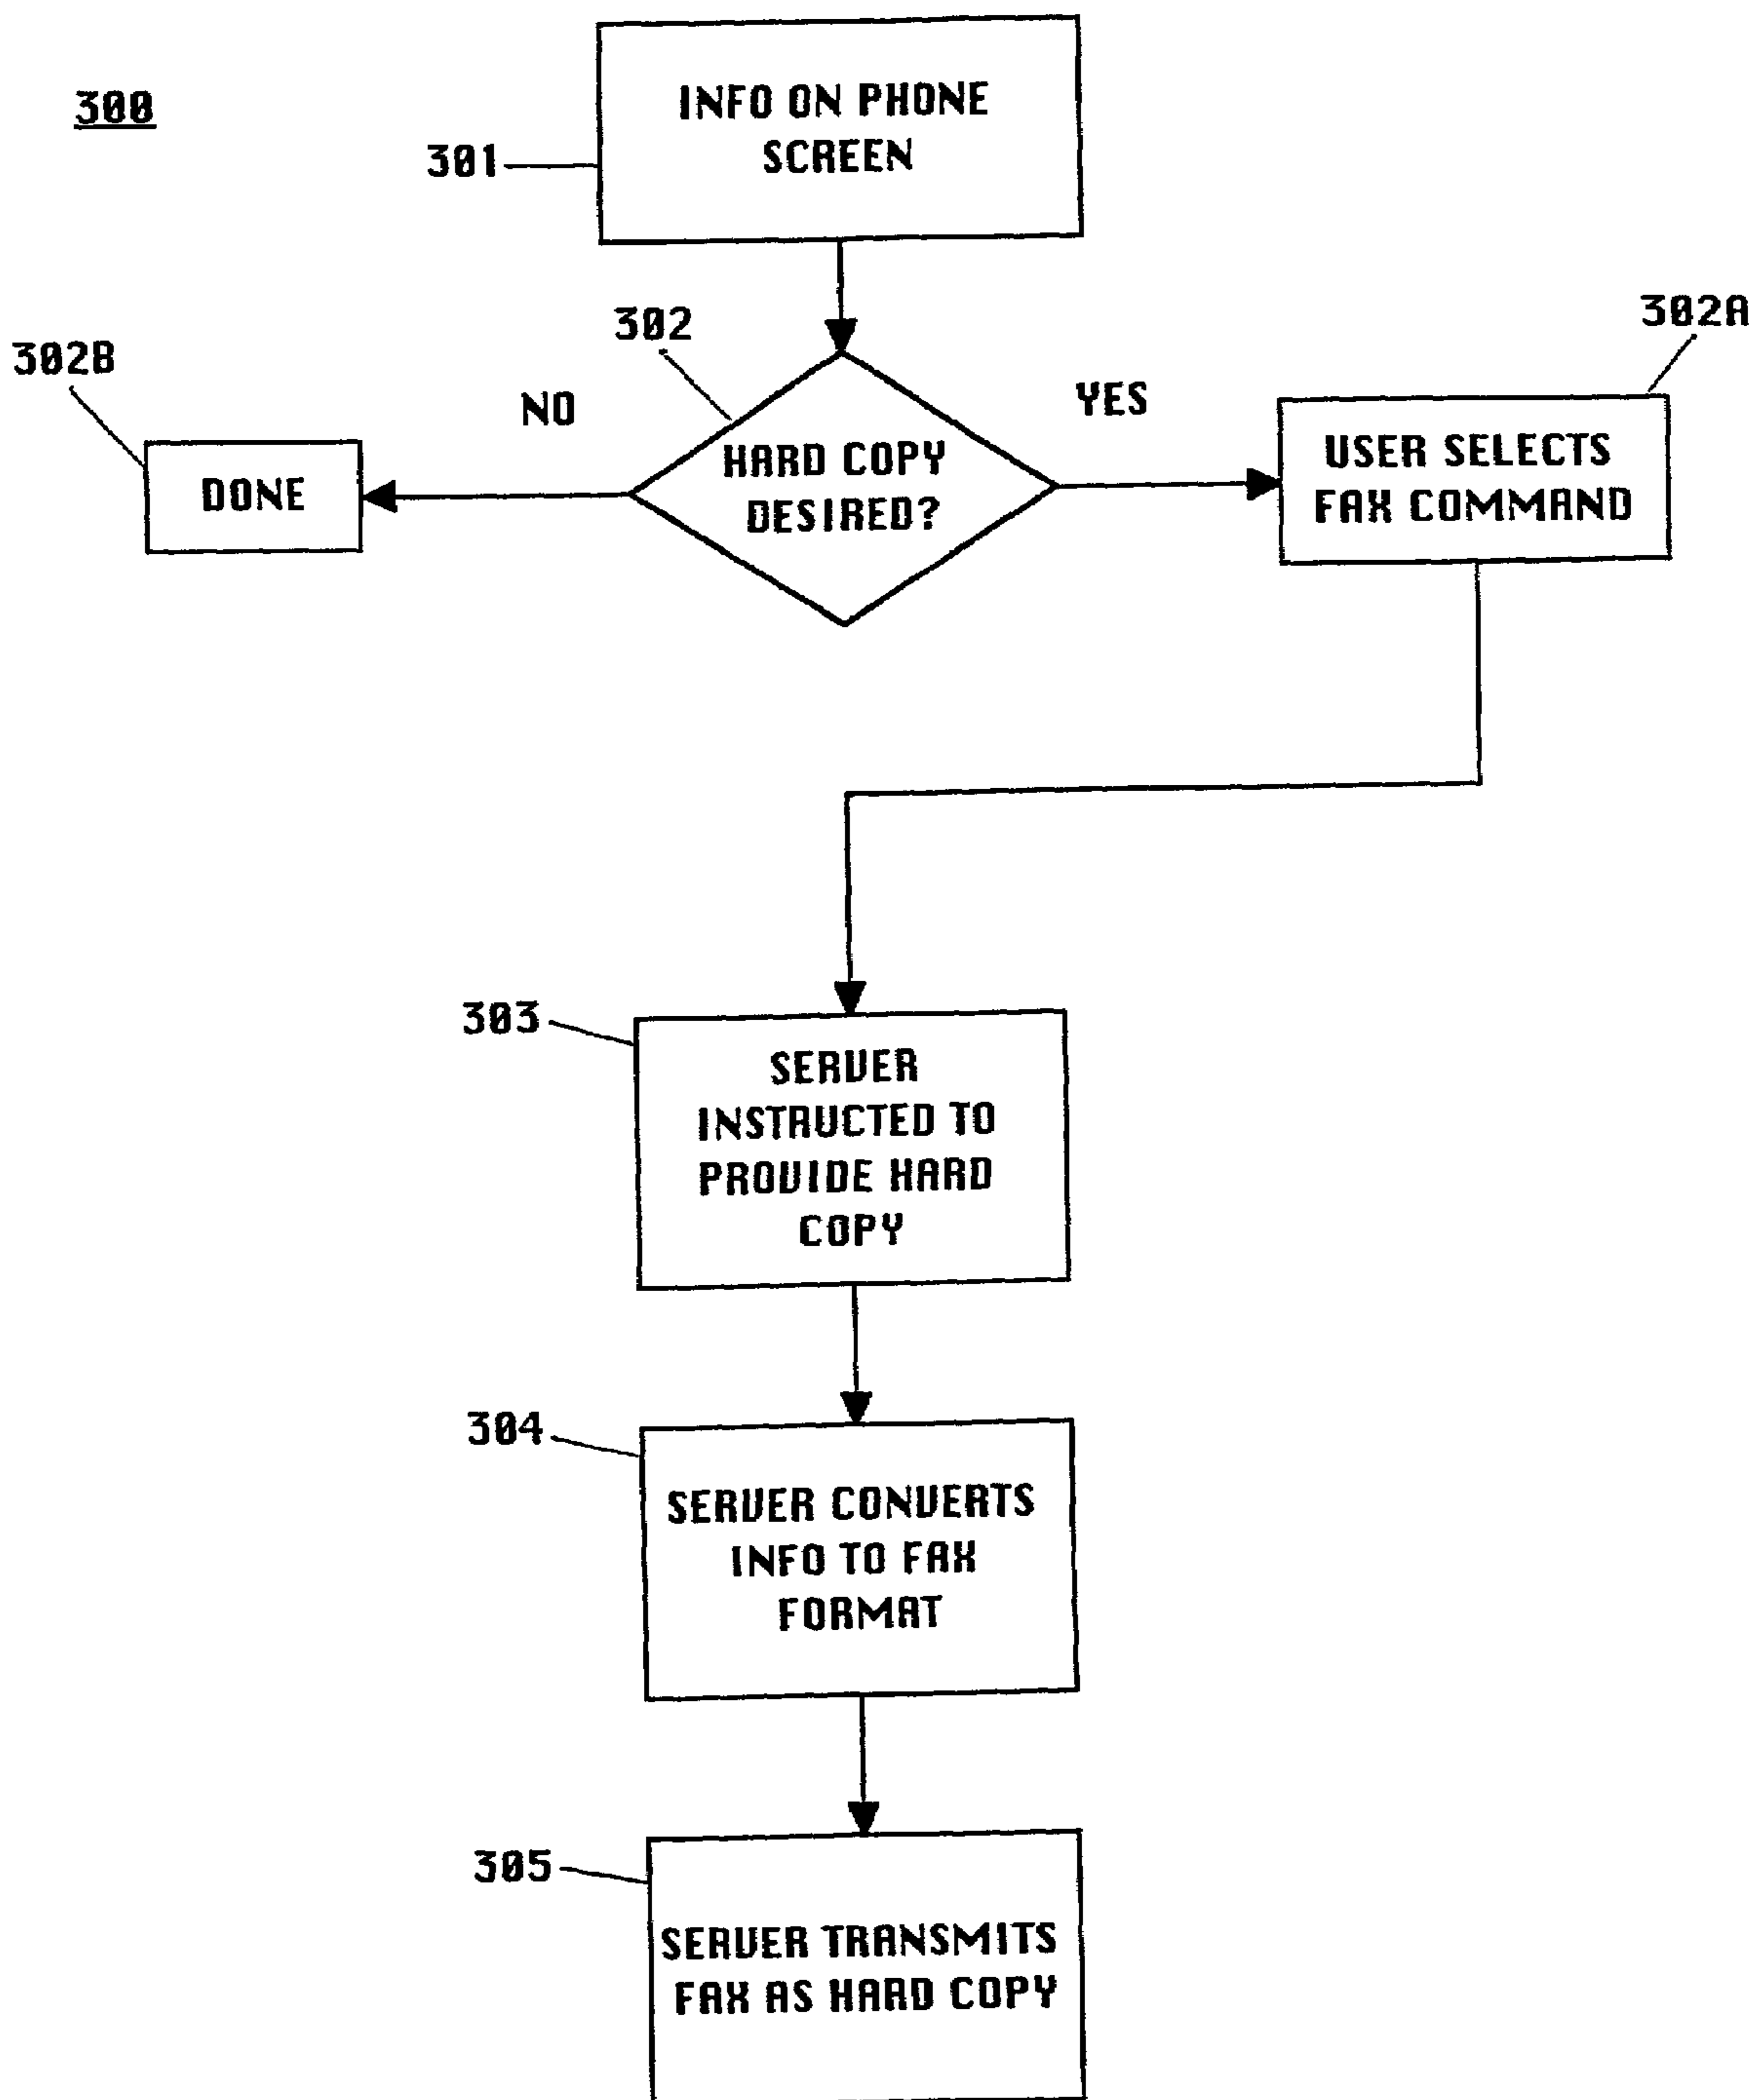 300
INFO ON PHONE
SCREEN
301
302
302A
302B
NO
YES
DONE
HARD COPY
DESIRED?
USER SELECTS
FAX COMMAND
303
SERVER
INSTRUCTED TO
PROVIDE HARD
COPY
304
SERVER CONVERTS
INFO TO FAX
FORMAT
305
SERVER TRANSMITS
FAX AS HARD COPY